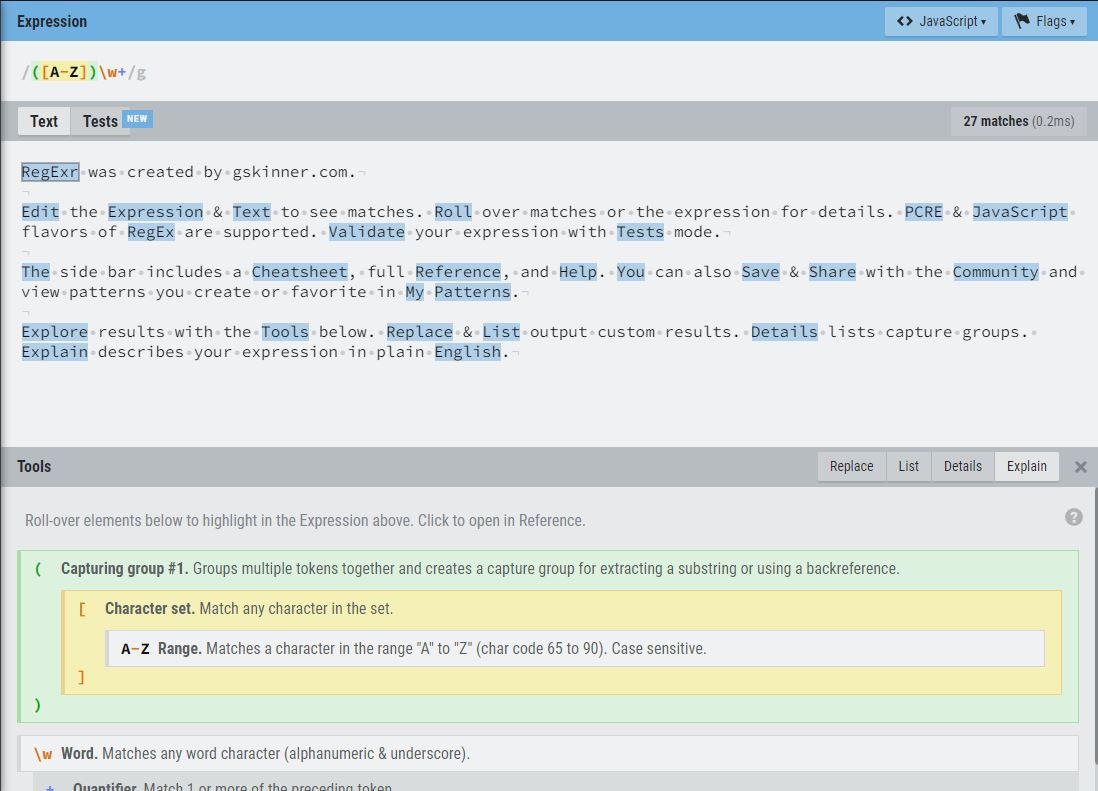 Expression
<> JavaScript ▾
Flags ▾
/([A-Z])\w+/g
Text
Tests NEW
27 matches (0.2ms)
RegExr was created by gskinner.com.
Edit the Expression & Text to see matches. Roll over matches or the expression for details. PCRE & JavaScript
flavors of RegEx are supported. Validate your expression with Tests mode.
The side bar includes a Cheatsheet, full Reference, and Help. You can also Save & Share with the Community and
view patterns you create or favorite in My Patterns.
Explore results with the Tools below. Replace & List output custom results. Details lists capture groups.
Explain describes your expression in plain English.
Tools
Replace
List
Details
Explain
Roll-over elements below to highlight in the Expression above. Click to open in Reference.
?
( Capturing group #1. Groups multiple tokens together and creates a capture group for extracting a substring or using a backreference.
[ Character set. Match any character in the set.
A-Z Range. Matches a character in the range "A" to "Z" (char code 65 to 90). Case sensitive.
]
)
\w Word. Matches any word character (alphanumeric & underscore).
+ Quantifier. Match 1 or more of the preceding token.